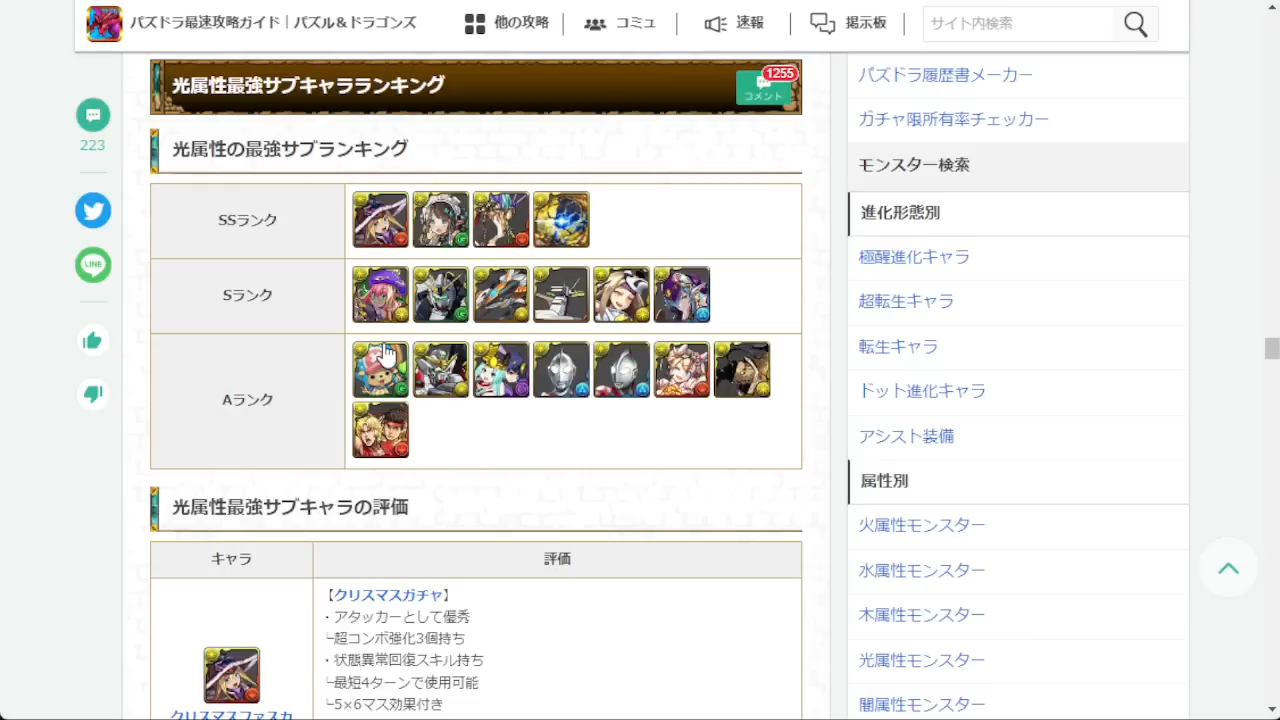 パズドラ最速攻略ガイド｜パズル＆ドラゴンズ
他の攻略
コミュ
速報
掲示板
サイト内検索
223
LINE
光属性最強サブキャラランキング
1255
コメント
光属性の最強サブランキング
SSランク
Sランク
Aランク
光属性最強サブキャラの評価
キャラ
評価
クリスマスファスカ
【クリスマスガチャ】
・アタッカーとして優秀
┗超コンボ強化3個持ち
・状態異常回復スキル持ち
┗最短4ターンで使用可能
┗5×6マス効果付き
パズドラ履歴書メーカー
ガチャ限所有率チェッカー
モンスター検索
進化形態別
極醒進化キャラ
超転生キャラ
転生キャラ
ドット進化キャラ
アシスト装備
属性別
火属性モンスター
水属性モンスター
木属性モンスター
光属性モンスター
闇属性モンスター